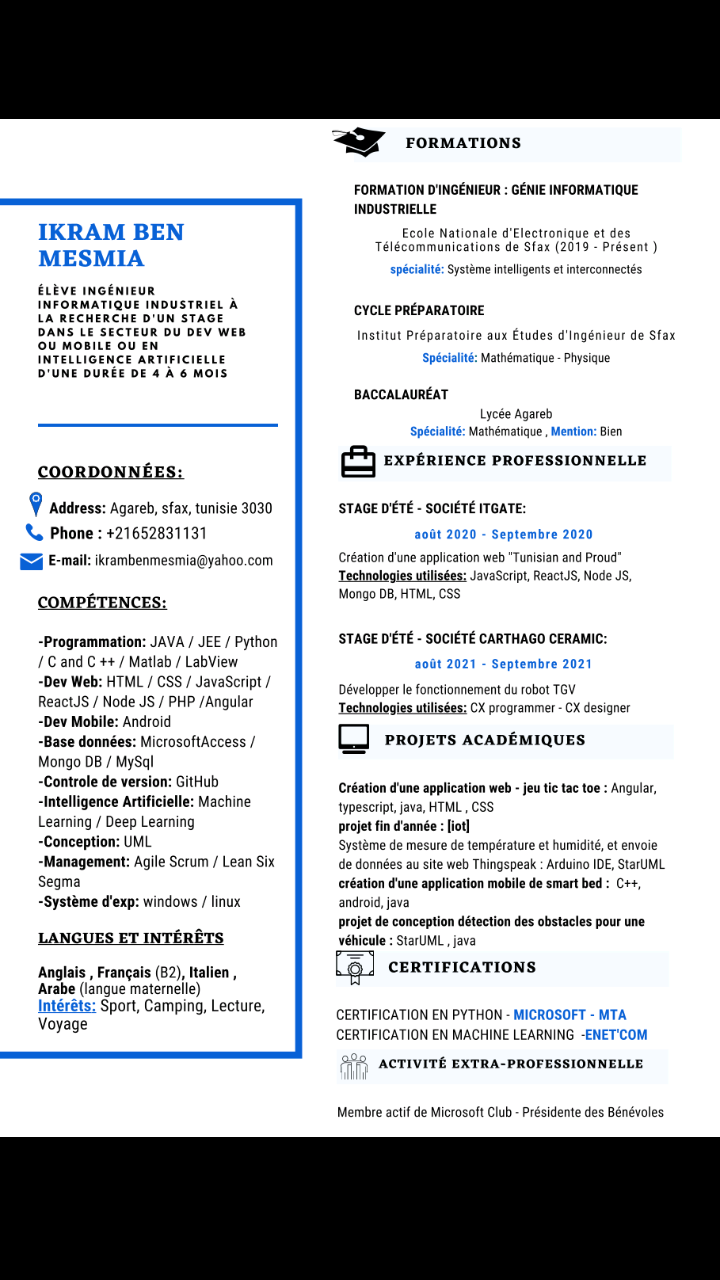 IKRAM BEN
MESMIA
ÉLÈVE INGÉNIEUR
INFORMATIQUE INDUSTRIEL À
LA RECHERCHE D'UN STAGE
DANS LE SECTEUR DU DEV WEB
OU MOBILE OU EN
INTELLIGENCE ARTIFICIELLE
D'UNE DURÉE DE 4 À 6 MOIS
COORDONNÉES:
Address: Agareb, sfax, tunisie 3030
Phone : +21652831131
E-mail: ikrambenmesmia@yahoo.com
COMPÉTENCES:
-Programmation: JAVA / JEE / Python
/ C and C ++ / Matlab / LabView
-Dev Web: HTML / CSS / JavaScript /
ReactJS / Node JS / PHP /Angular
-Dev Mobile: Android
-Base données: MicrosoftAccess /
Mongo DB / MySql
-Controle de version: GitHub
-Intelligence Artificielle: Machine
Learning / Deep Learning
-Conception: UML
-Management: Agile Scrum / Lean Six
Segma
-Système d'exp: windows / linux
LANGUES ET INTÉRÊTS
Anglais , Français (B2), Italien ,
Arabe (langue maternelle)
Intérêts: Sport, Camping, Lecture,
Voyage
FORMATIONS
FORMATION D'INGÉNIEUR : GÉNIE INFORMATIQUE
INDUSTRIELLE
Ecole Nationale d'Electronique et des
Télécommunications de Sfax (2019 - Présent )
spécialité: Système intelligents et interconnectés
CYCLE PRÉPARATOIRE
Institut Préparatoire aux Études d'Ingénieur de Sfax
Spécialité: Mathématique - Physique
BACCALAURÉAT
Lycée Agareb
Spécialité: Mathématique , Mention: Bien
EXPÉRIENCE PROFESSIONNELLE
STAGE D'ÉTÉ - SOCIÉTÉ ITGATE:
août 2020 - Septembre 2020
Création d'une application web "Tunisian and Proud"
Technologies utilisées: JavaScript, ReactJS, Node JS,
Mongo DB, HTML, CSS
STAGE D'ÉTÉ - SOCIÉTÉ CARTHAGO CERAMIC:
août 2021 - Septembre 2021
Développer le fonctionement du robot TGV
Technologies utilisées: CX programmer - CX designer
PROJETS ACADÉMIQUES
Création d'une application web - jeu tic tac toe : Angular,
typescript, java, HTML , CSS
projet fin d'année : [iot]
Système de mesure de température et humidité, et envoie
de données au site web Thingspeak : Arduino IDE, StarUML
création d'une application mobile de smart bed : C++,
android, java
projet de conception détection des obstacles pour une
véhicule : StarUML , java
CERTIFICATIONS
CERTIFICATION EN PYTHON - MICROSOFT - MTA
CERTIFICATION EN MACHINE LEARNING -ENET'COM
ACTIVITÉ EXTRA-PROFESSIONNELLE
Membre actif de Microsoft Club - Présidente des Bénévoles